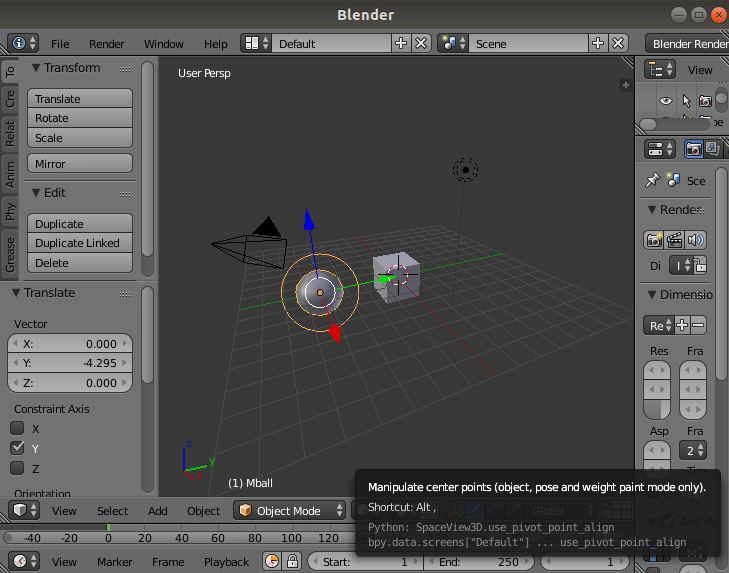 Blender
File Render Window Help Default Scene Blender Render
To
Cre
Relat
Anim
Phy
Grease
Transform
Translate
Rotate
Scale
Mirror
Edit
Duplicate
Duplicate Linked
Delete
Translate
Vector
X: 0.000
Y: -4.295
Z: 0.000
Constraint Axis
X
Y
Z
Orientation
User Persp
z
y
x
(1) Mball
View
Sce
Rende
Di
Dimensio
Re
Res Fra
Asp Fra
2
View Select Add Object Object Mode Global
Manipulate center points (object, pose and weight paint mode only).
Shortcut: Alt ,
Python: SpaceView3D.use_pivot_point_align
bpy.data.screens["Default"] ... use_pivot_point_align
-40 -20 0 20 40 60 80 100 120 140
View Marker Frame Playback Start: 1 End: 250 1